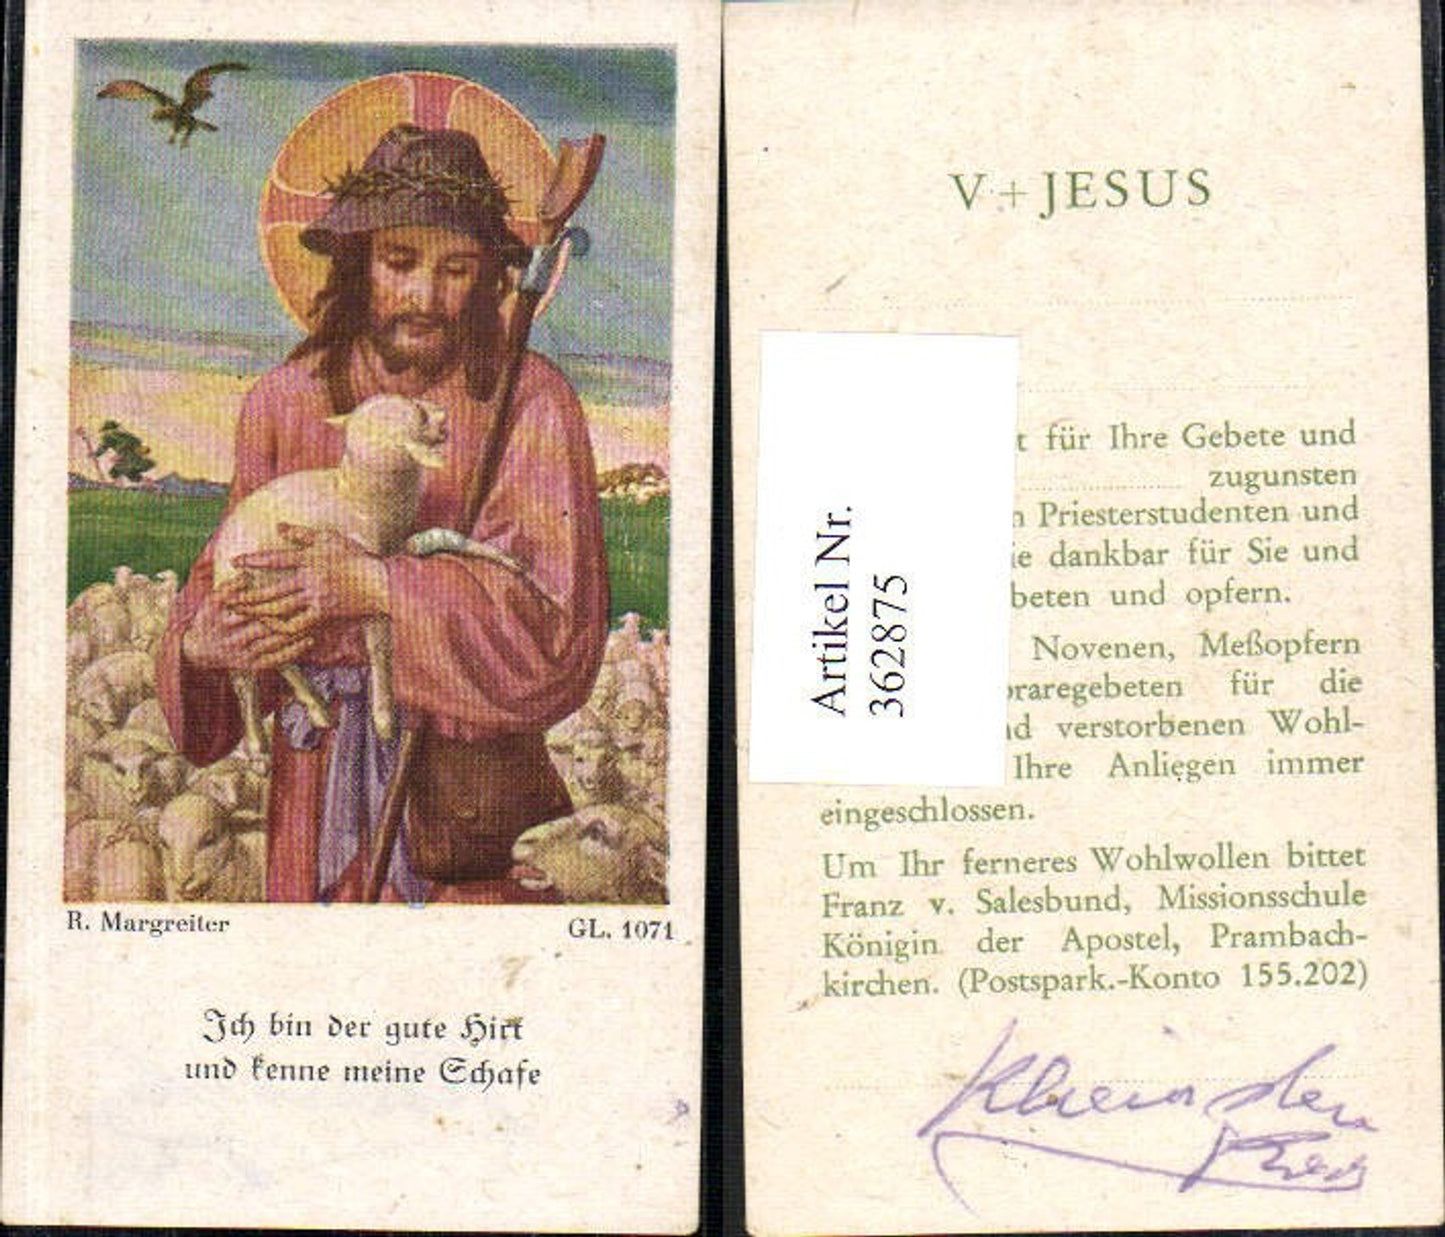 R. Margreiter
GL. 1071
Ich bin der gute Hirt
und kenne meine Schafe
V + JESUS
Artikel Nr.
362875
t für Ihre Gebete und
zugunsten
n Priesterstudenten und
ie dankbar für Sie und
beten und opfern.
Novenen, Meßopfern
praregebeten für die
nd verstorbenen Wohl-
Ihre Anliegen immer
eingeschlossen.
Um Ihr ferneres Wohlwollen bittet
Franz v. Salesbund, Missionsschule
Königin der Apostel, Prambach-
kirchen. (Postspark.-Konto 155.202)